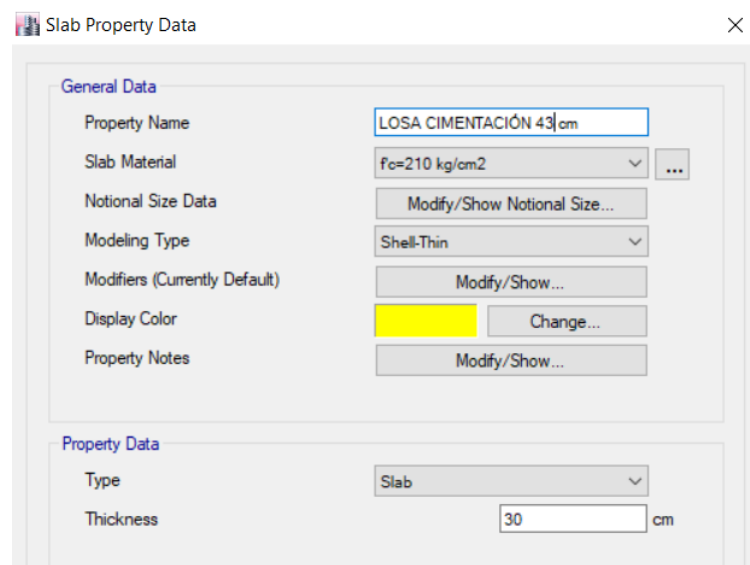 Slab Property Data
General Data
Property Name LOSA CIMENTACIÓN 43 cm
Slab Material f'c=210 kg/cm2 ...
Notional Size Data Modify/Show Notional Size...
Modeling Type Shell-Thin
Modifiers (Currently Default) Modify/Show...
Display Color Change...
Property Notes Modify/Show...
Property Data
Type Slab
Thickness 30 cm